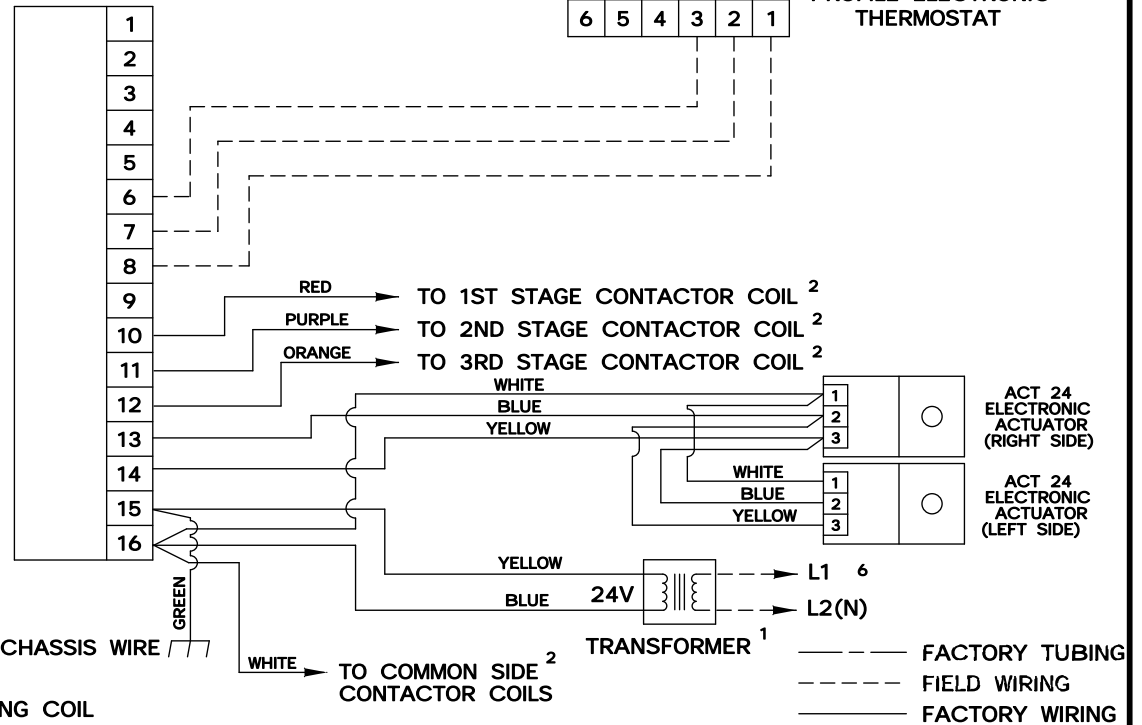 THERMOSTAT
6 5 4 3 2 1
1
2
3
4
5
6
7
8
9
10
11
12
13
14
15
16
RED
TO 1ST STAGE CONTACTOR COIL 2
PURPLE
TO 2ND STAGE CONTACTOR COIL 2
ORANGE
TO 3RD STAGE CONTACTOR COIL 2
WHITE
BLUE
YELLOW
1
2
3
ACT 24
ELECTRONIC
ACTUATOR
(RIGHT SIDE)
WHITE
BLUE
YELLOW
1
2
3
ACT 24
ELECTRONIC
ACTUATOR
(LEFT SIDE)
YELLOW
BLUE
24V
L1 6
L2(N)
TRANSFORMER 1
GREEN
CHASSIS WIRE
WHITE
TO COMMON SIDE 2
CONTACTOR COILS
NG COIL
FACTORY TUBING
FIELD WIRING
FACTORY WIRING